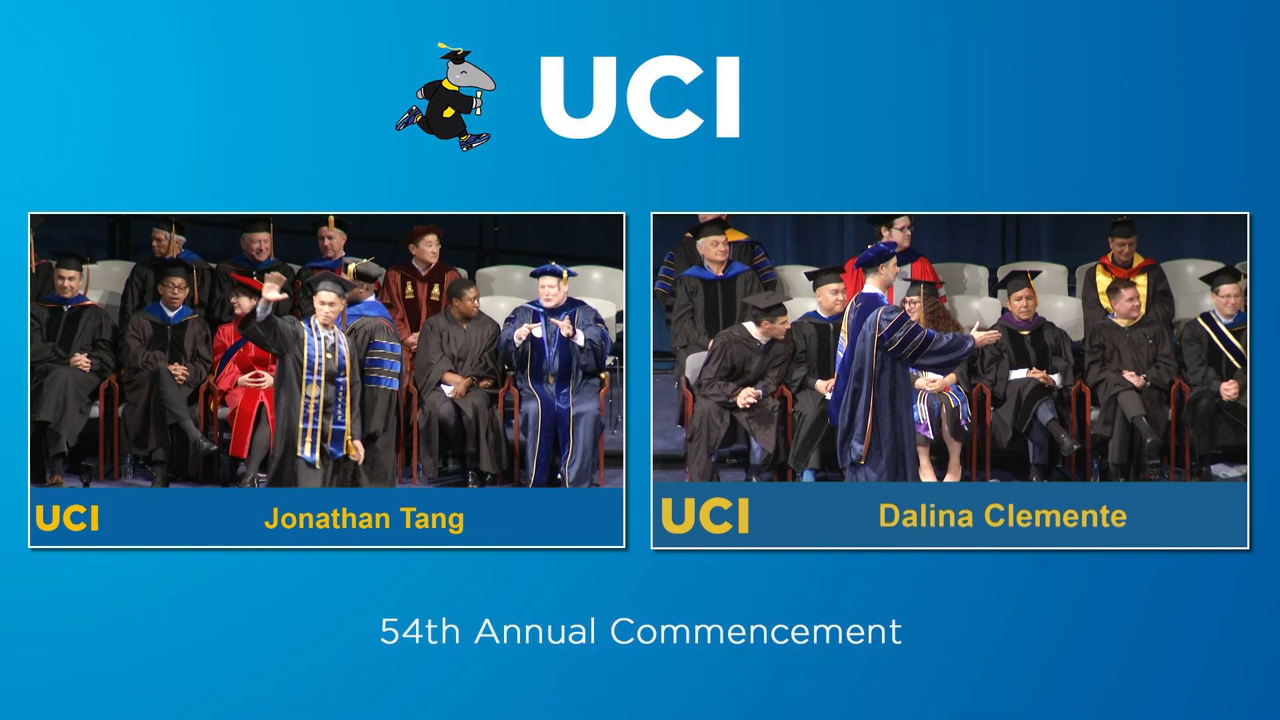 UCI
UCI
Jonathan Tang
UCI
Dalina Clemente
54th Annual Commencement